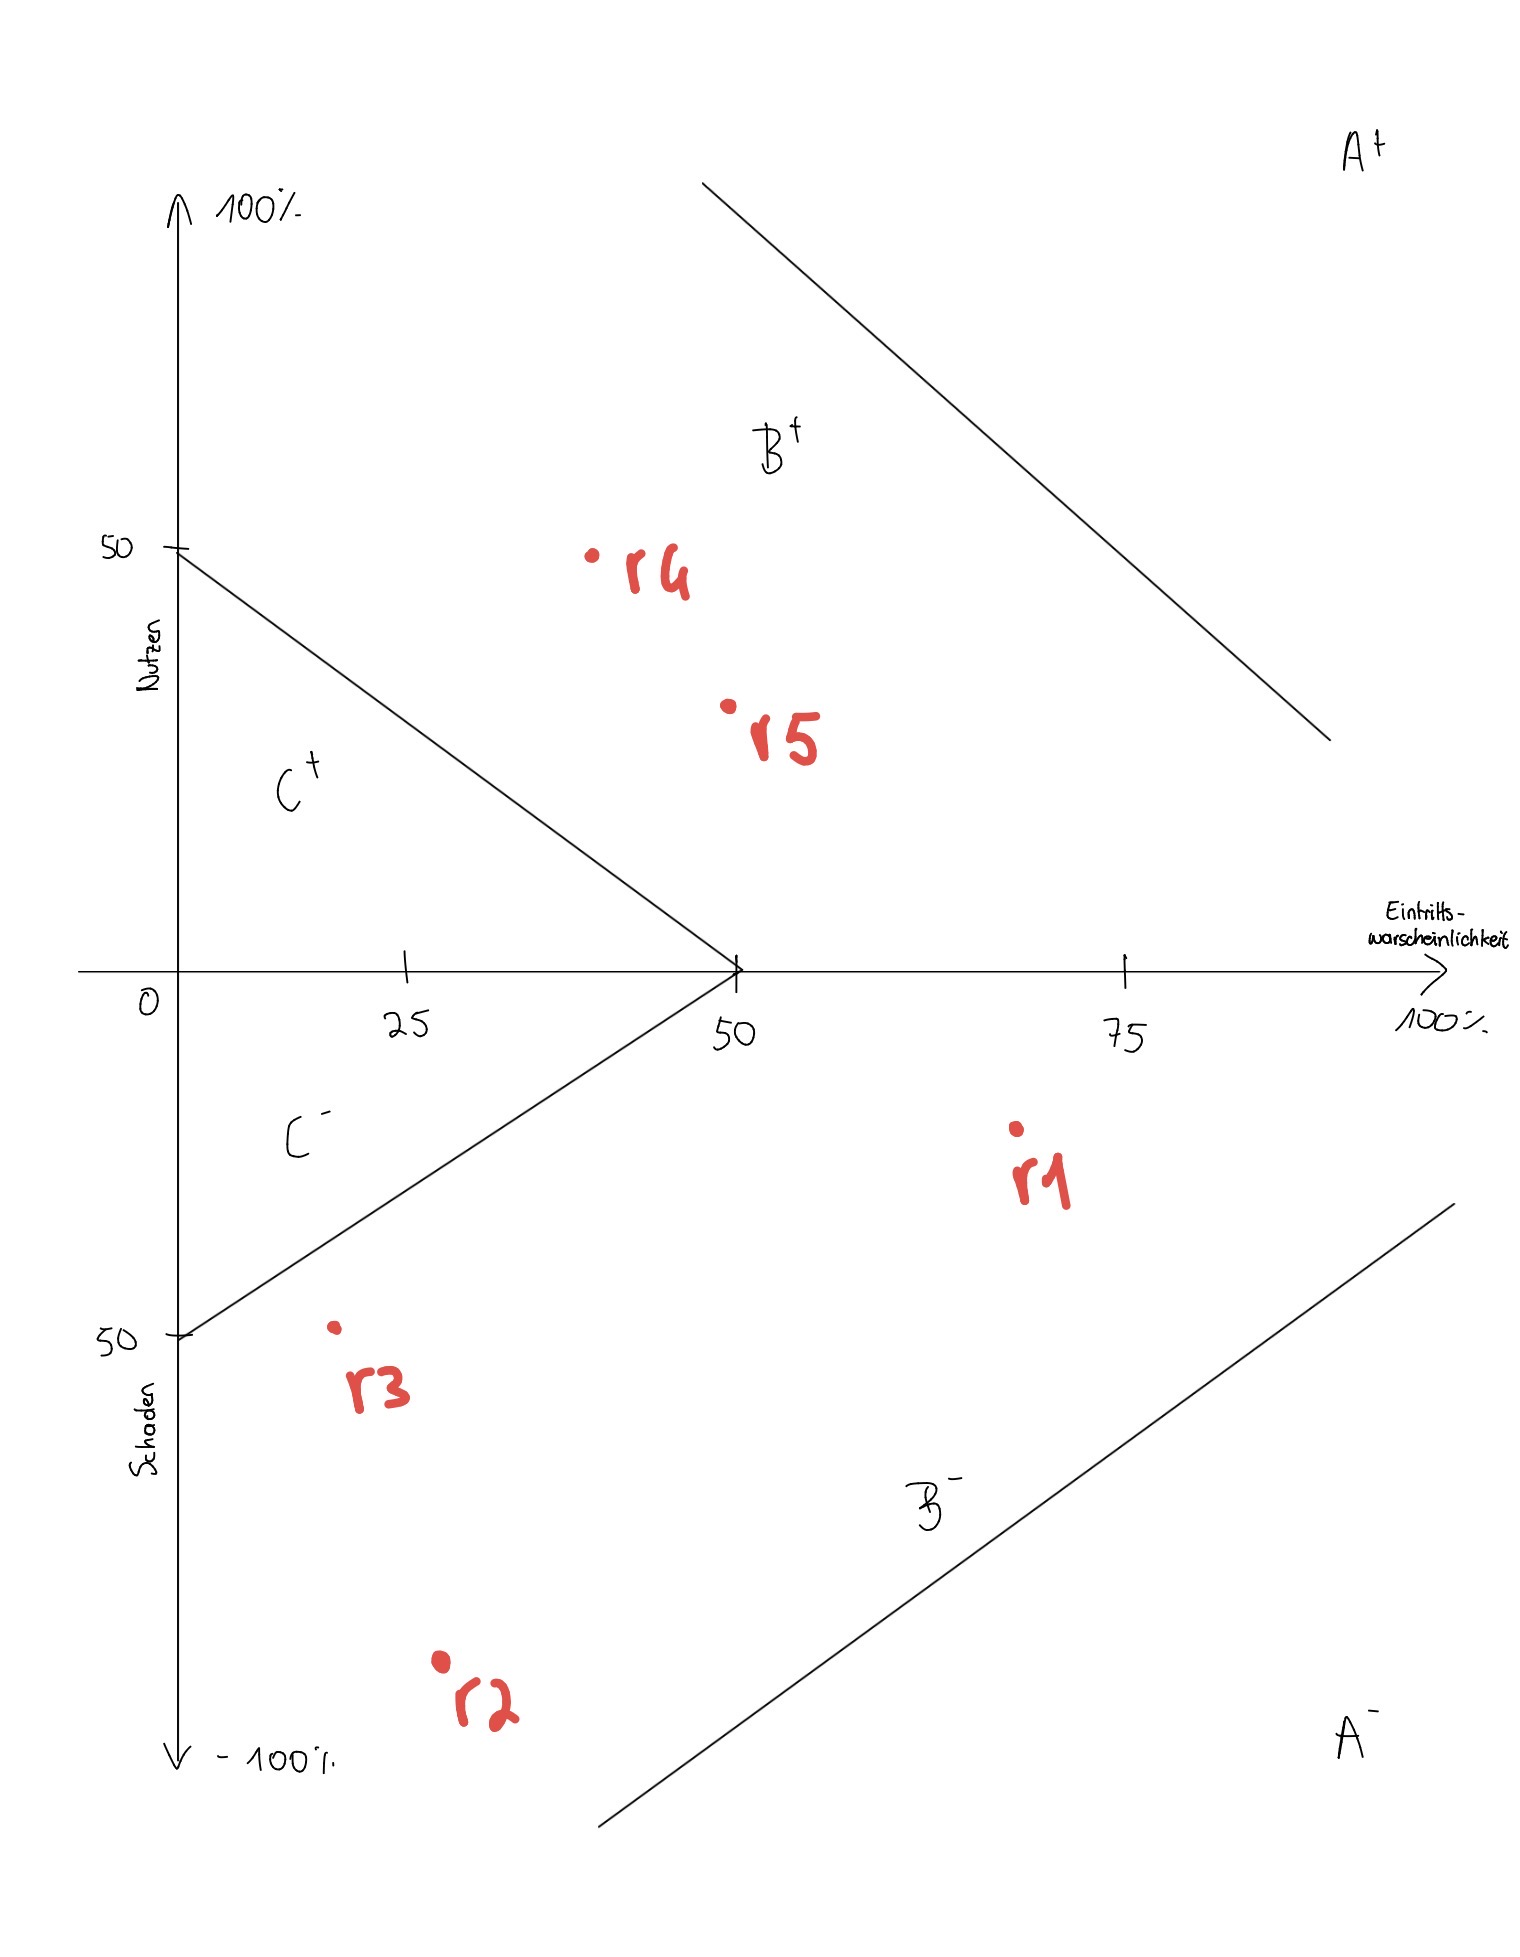 A+
100%
B+
50
r4
Nutzen
r5
C+
Eintritts-
warscheinlichkeit
0
25
50
75
100%
C-
r1
50
r3
Schaden
B-
r2
A-
- 100%